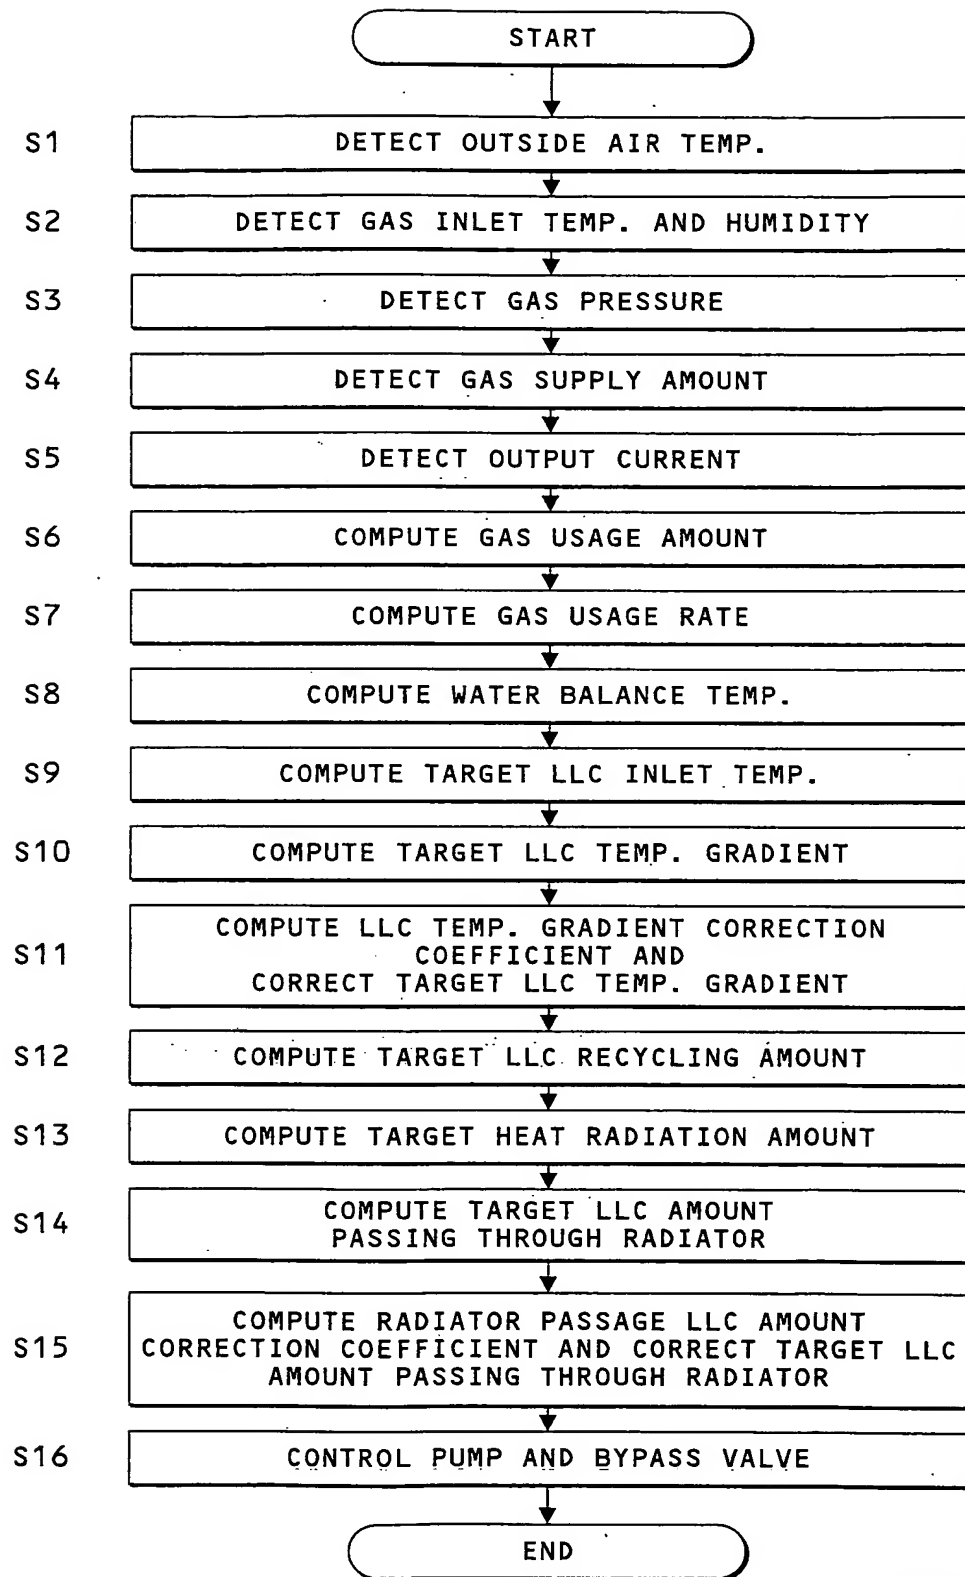 START
S1 DETECT OUTSIDE AIR TEMP.
S2 DETECT GAS INLET TEMP. AND HUMIDITY
S3 DETECT GAS PRESSURE
S4 DETECT GAS SUPPLY AMOUNT
S5 DETECT OUTPUT CURRENT
S6 COMPUTE GAS USAGE AMOUNT
S7 COMPUTE GAS USAGE RATE
S8 COMPUTE WATER BALANCE TEMP.
S9 COMPUTE TARGET LLC INLET TEMP.
S10 COMPUTE TARGET LLC TEMP. GRADIENT
S11
COMPUTE LLC TEMP. GRADIENT CORRECTION
COEFFICIENT AND
CORRECT TARGET LLC TEMP. GRADIENT
S12 COMPUTE TARGET LLC RECYCLING AMOUNT
S13 COMPUTE TARGET HEAT RADIATION AMOUNT
S14
COMPUTE TARGET LLC AMOUNT
PASSING THROUGH RADIATOR
S15
COMPUTE RADIATOR PASSAGE LLC AMOUNT
CORRECTION COEFFICIENT AND CORRECT TARGET LLC
AMOUNT PASSING THROUGH RADIATOR
S16 CONTROL PUMP AND BYPASS VALVE
END